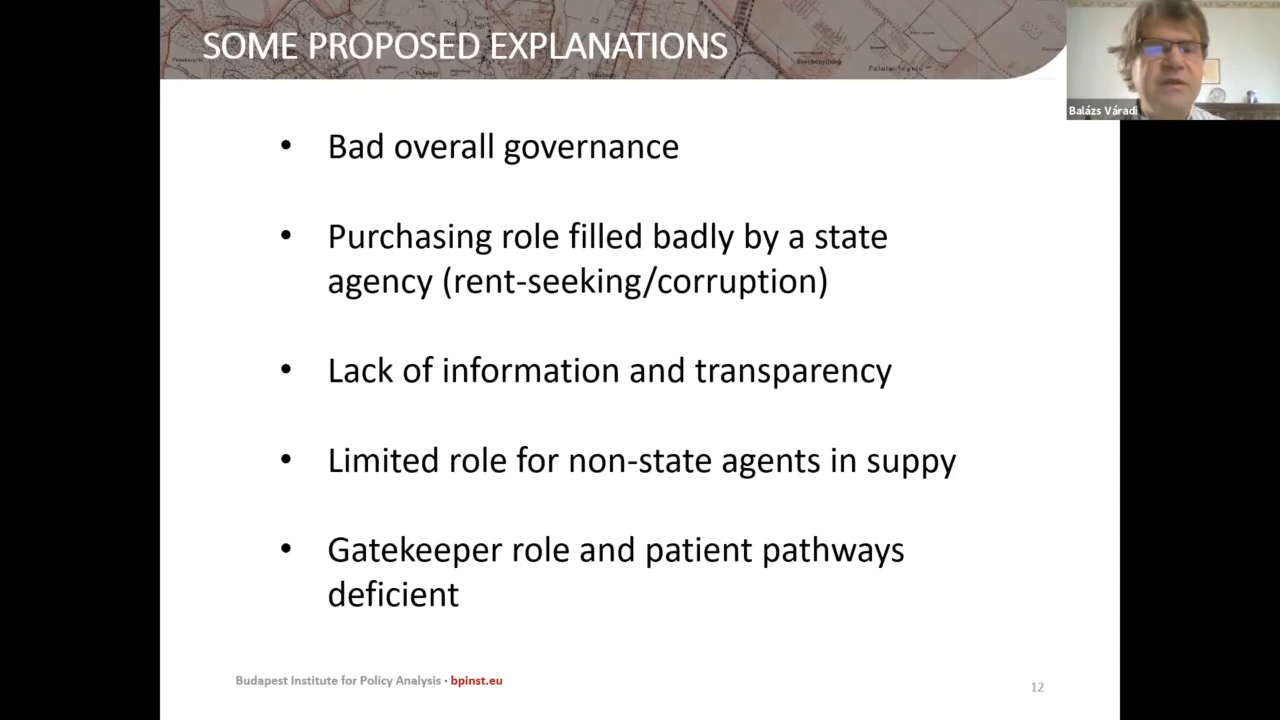 SOME PROPOSED EXPLANATIONS
Balázs Váradi
• Bad overall governance
• Purchasing role filled badly by a state
agency (rent-seeking/corruption)
• Lack of information and transparency
• Limited role for non-state agents in suppy
• Gatekeeper role and patient pathways
deficient
Budapest Institute for Policy Analysis · bpinst.eu
12